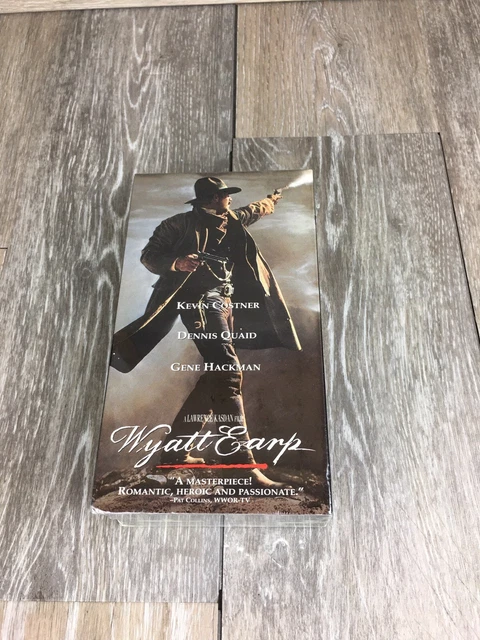 KEVIN COSTNER
DENNIS QUAID
GENE HACKMAN
A LAWRENCE KASDAN FILM
Wyatt Earp
"A MASTERPIECE!
ROMANTIC, HEROIC AND PASSIONATE."
–PAT COLLINS, WWOR-TV